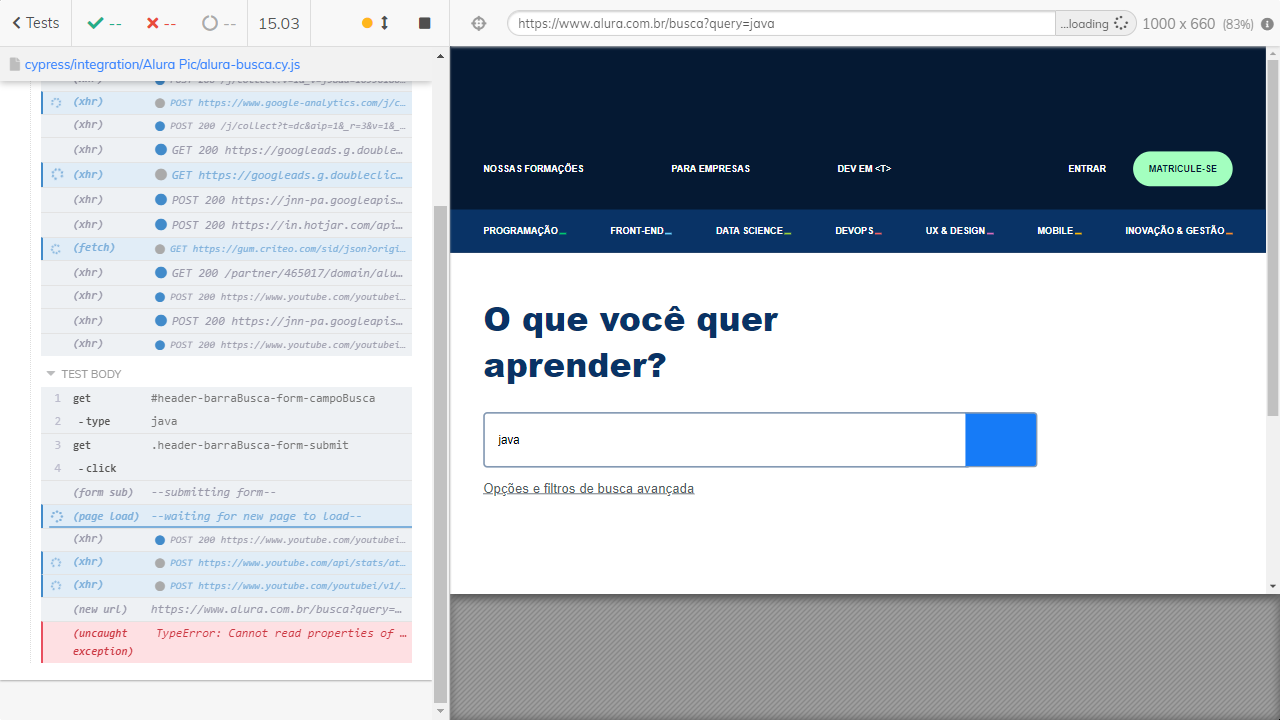 Tests
--
--
--
15.03
https://www.alura.com.br/busca?query=java
...loading
1000 x 660 (83%)
cypress/integration/Alura Pic/alura-busca.cy.js
(xhr) POST https://www.google-analytics.com/j/c...
(xhr) POST 200 /j/collect?t=dc&aip=1&_r=3&v=1&_...
(xhr) GET 200 https://googleads.g.double...
(xhr) GET https://googleads.g.doubleclic...
(xhr) POST 200 https://jnn-pa.googleapis...
(xhr) POST 200 https://in.hotjar.com/api...
(fetch) GET https://gum.criteo.com/sid/json?origi...
(xhr) GET 200 /partner/465017/domain/alu...
(xhr) POST 200 https://www.youtube.com/youtubei...
(xhr) POST 200 https://jnn-pa.googleapis...
(xhr) POST 200 https://www.youtube.com/youtubei...
TEST BODY
1 get #header-barraBusca-form-campoBusca
2 -type java
3 get .header-barraBusca-form-submit
4 -click
(form sub) --submitting form--
(page load) --waiting for new page to load--
(xhr) POST 200 https://www.youtube.com/youtubei...
(xhr) POST https://www.youtube.com/api/stats/at...
(xhr) POST https://www.youtube.com/youtubei/v1/...
(new url) https://www.alura.com.br/busca?query=...
(uncaught exception) TypeError: Cannot read properties of ...
NOSSAS FORMAÇÕES
PARA EMPRESAS
DEV EM <T>
ENTRAR
MATRICULE-SE
PROGRAMAÇÃO_
FRONT-END_
DATA SCIENCE_
DEVOPS_
UX & DESIGN_
MOBILE_
INOVAÇÃO & GESTÃO_
O que você quer
aprender?
java
Opções e filtros de busca avançada